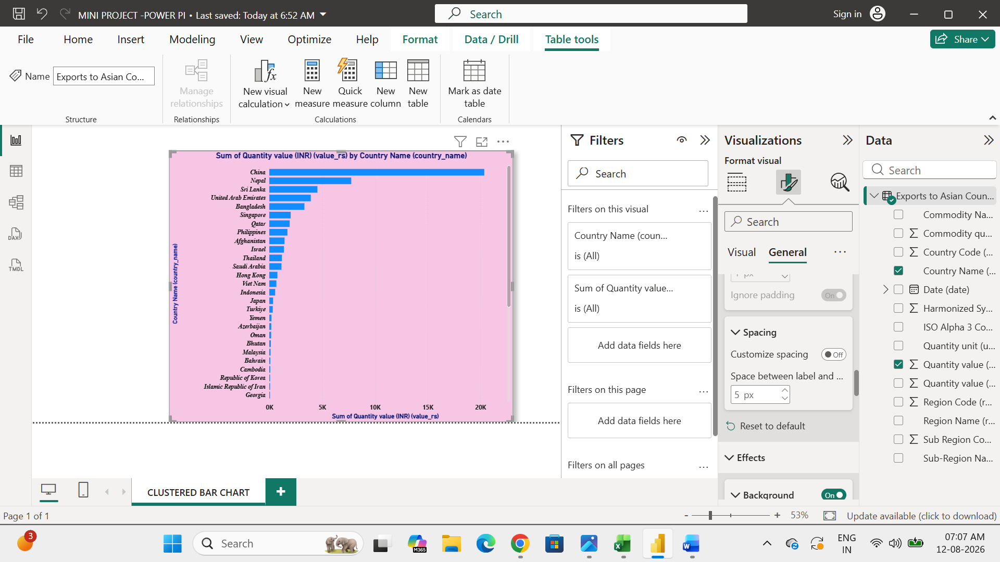 MINI PROJECT -POWER PI • Last saved: Today at 6:52 AM
Search
Sign in
File Home Insert Modeling View Optimize Help Format Data / Drill Table tools
Share
Name Exports to Asian Co...
Manage relationships
New visual calculation
New measure
Quick measure
New column
New table
Mark as date table
Structure Relationships Calculations Calendars
DAX
TMDL
Sum of Quantity value (INR) (value_rs) by Country Name (country_name)
Country Name (country_name)
China
Nepal
Sri Lanka
United Arab Emirates
Bangladesh
Singapore
Qatar
Philippines
Afghanistan
Israel
Thailand
Saudi Arabia
Hong Kong
Viet Nam
Indonesia
Japan
Turkiye
Yemen
Azerbaijan
Oman
Bhutan
Malaysia
Bahrain
Cambodia
Republic of Korea
Islamic Republic of Iran
Georgia
0K 5K 10K 15K 20K
Sum of Quantity value (INR) (value_rs)
Filters
Search
Filters on this visual ...
Country Name (coun...
is (All)
Sum of Quantity value...
is (All)
Add data fields here
Filters on this page ...
Add data fields here
Filters on all pages ...
Visualizations
Format visual
Search
Visual General ...
Ignore padding On
Spacing
Customize spacing Off
Space between label and ...
5 px
Reset to default
Effects
Background On
Data
Search
Exports to Asian Coun...
Commodity Na...
Commodity qu...
Country Code (...
Country Name (...
Date (date)
Harmonized Sy...
ISO Alpha 3 Co...
Quantity unit (u...
Quantity value (...
Quantity value (...
Region Code (r...
Region Name (r...
Sub Region Co...
Sub-Region Na...
CLUSTERED BAR CHART +
Page 1 of 1
- + 53%
Update available (click to download)
3
Search
M365
ENG
IN
07:07 AM
12-08-2026